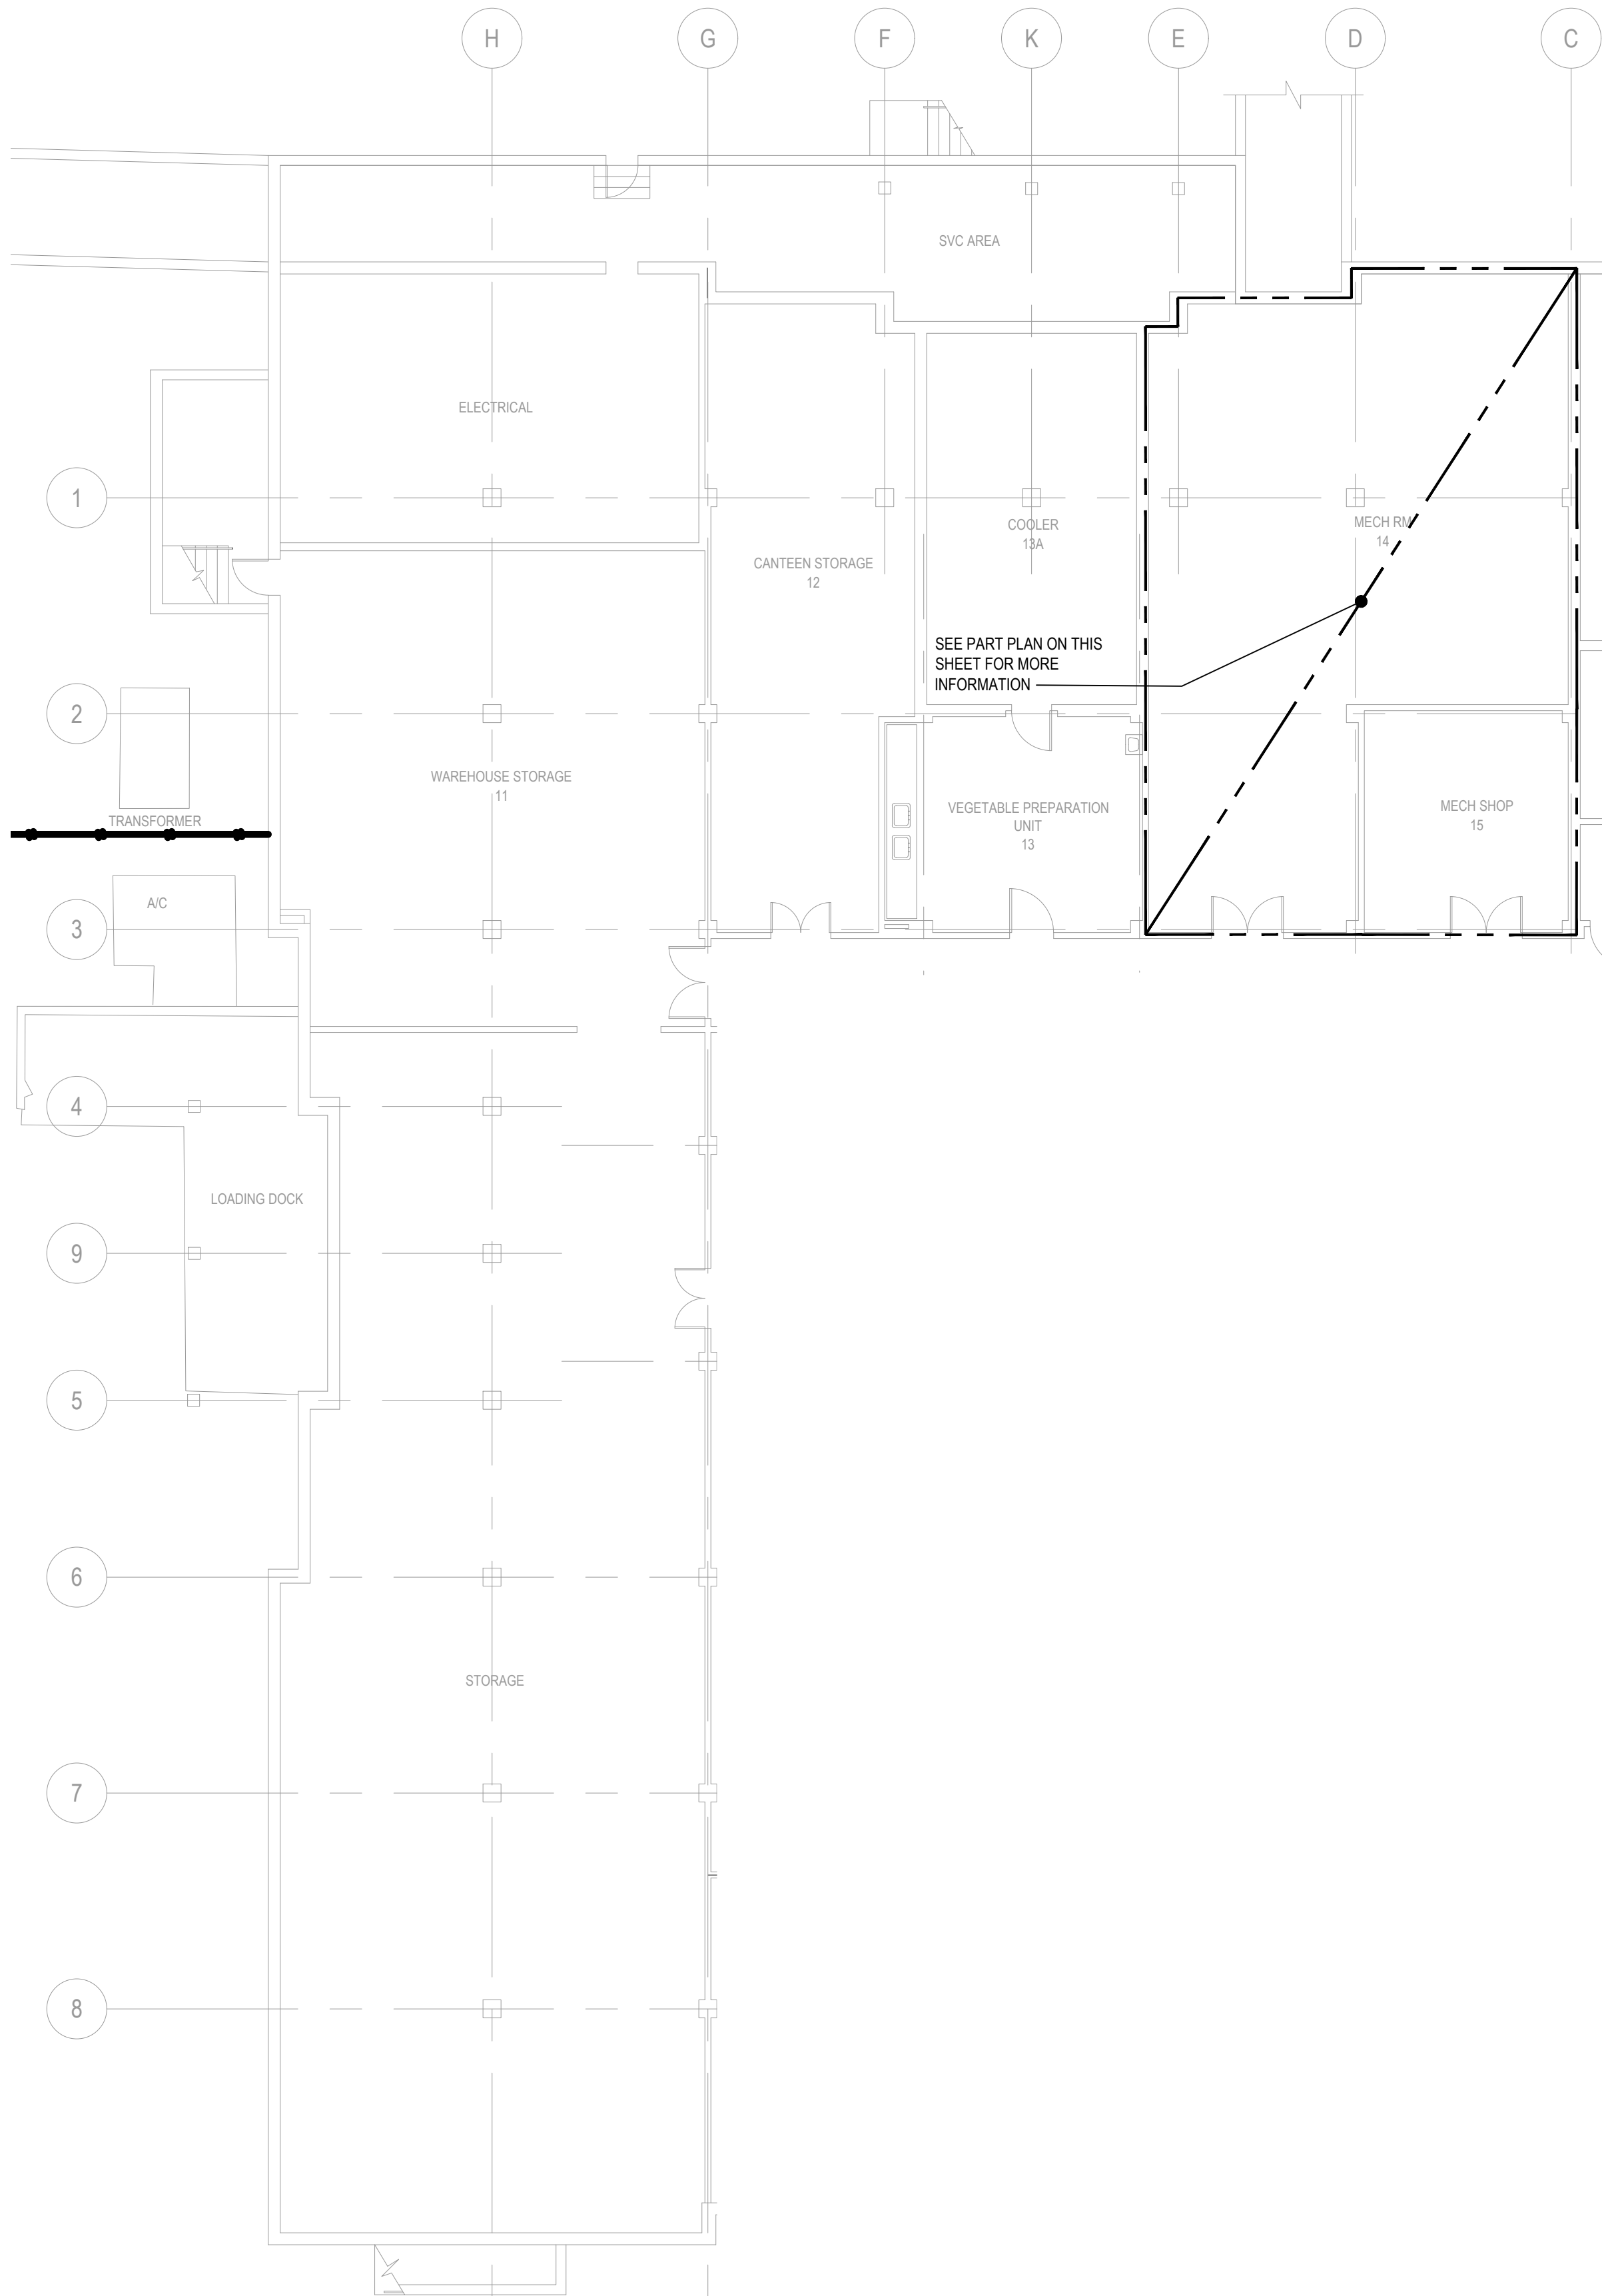 H
G
F
K
E
D
C
SVC AREA
ELECTRICAL
1
COOLER
13A
MECH RM
14
CANTEEN STORAGE
12
SEE PART PLAN ON THIS
SHEET FOR MORE
INFORMATION
2
WAREHOUSE STORAGE
11
VEGETABLE PREPARATION
UNIT
13
MECH SHOP
15
TRANSFORMER
A/C
3
4
LOADING DOCK
9
5
6
STORAGE
7
8